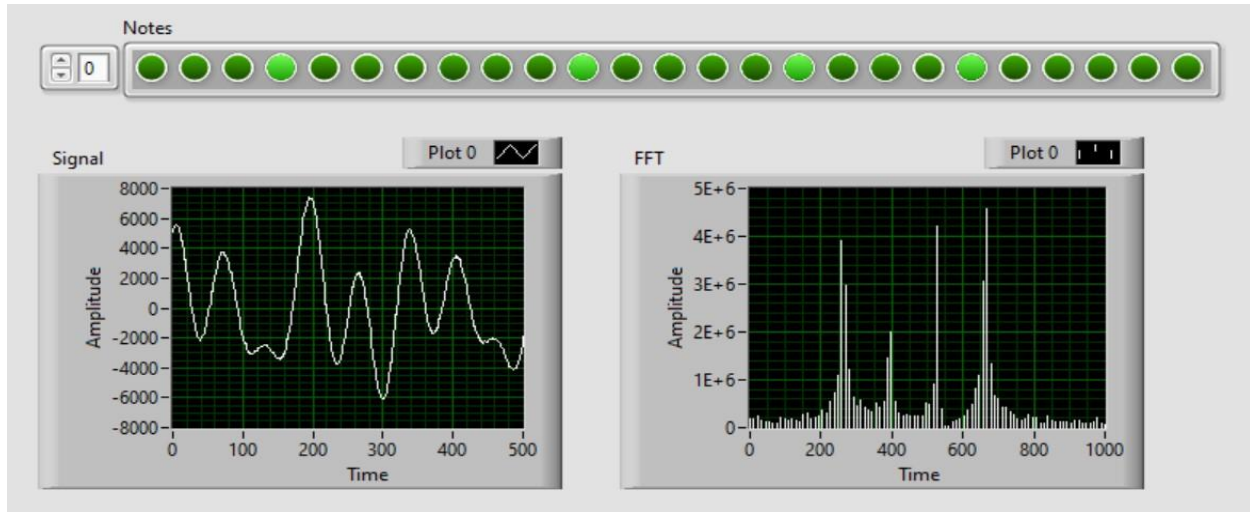 Notes
0
Signal
Plot 0
8000
6000
4000
2000
0
-2000
-4000
-6000
-8000
Amplitude
0 100 200 300 400 500
Time
FFT
Plot 0
5E+6
4E+6
3E+6
2E+6
1E+6
0
Amplitude
0 200 400 600 800 1000
Time